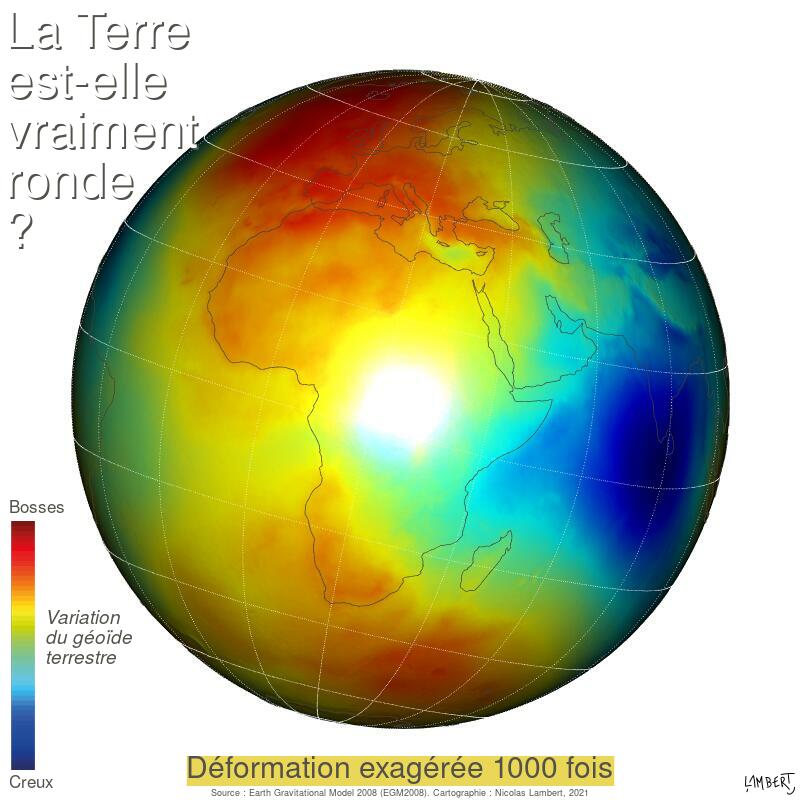 La Terre
est-elle
vraiment
ronde
?
Bosses
Variation
du géoïde
terrestre
Creux
Déformation exagérée 1000 fois
Source : Earth Gravitational Model 2008 (EGM2008). Cartographie : Nicolas Lambert, 2021
LAMBERT